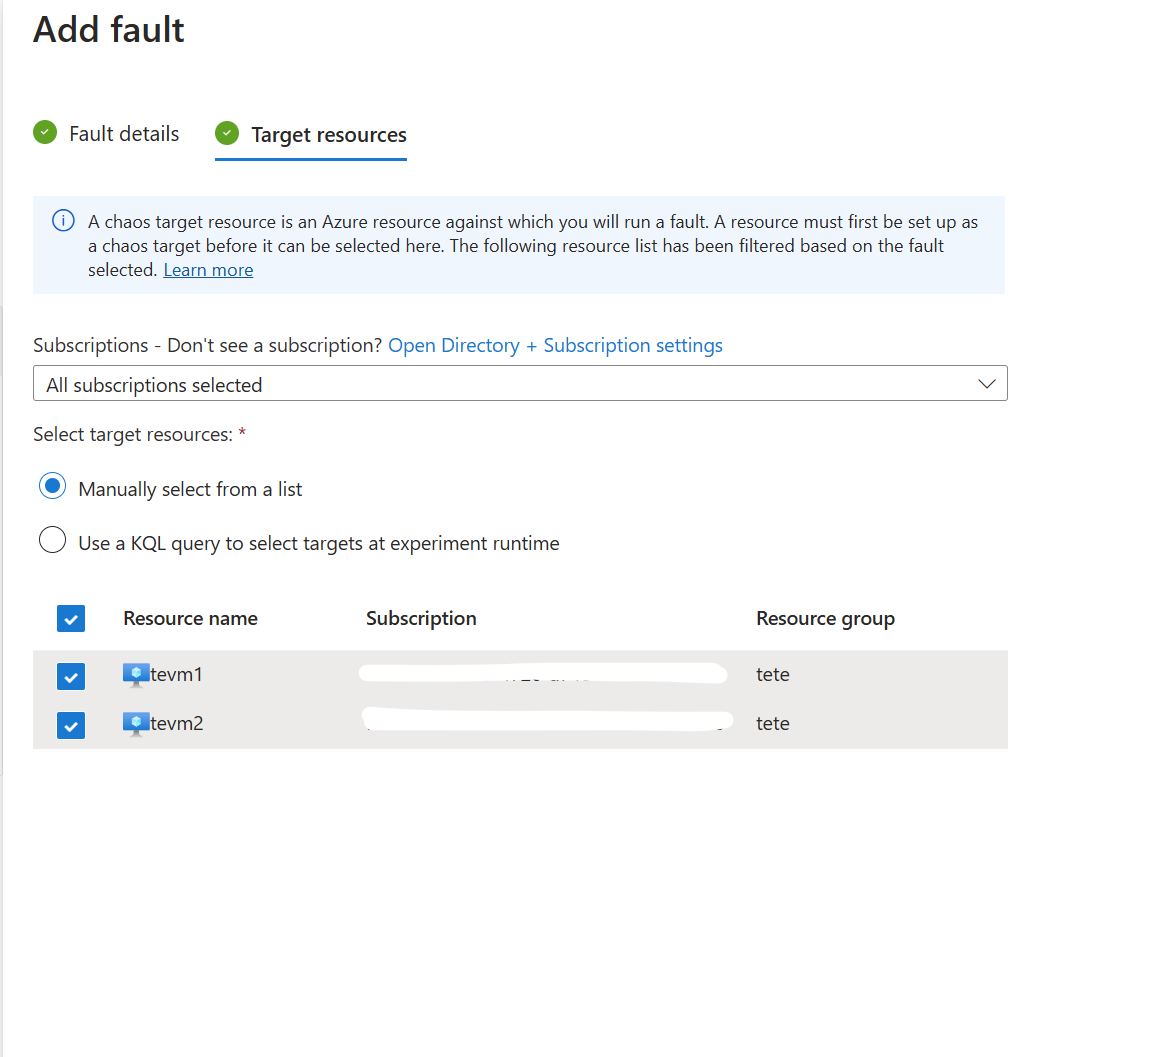 Add fault
Fault details Target resources
A chaos target resource is an Azure resource against which you will run a fault. A resource must first be set up as
a chaos target before it can be selected here. The following resource list has been filtered based on the fault
selected. Learn more
Subscriptions - Don't see a subscription? Open Directory + Subscription settings
All subscriptions selected
Select target resources: *
Manually select from a list
Use a KQL query to select targets at experiment runtime
Resource name Subscription Resource group
tevm1 tete
tevm2 tete